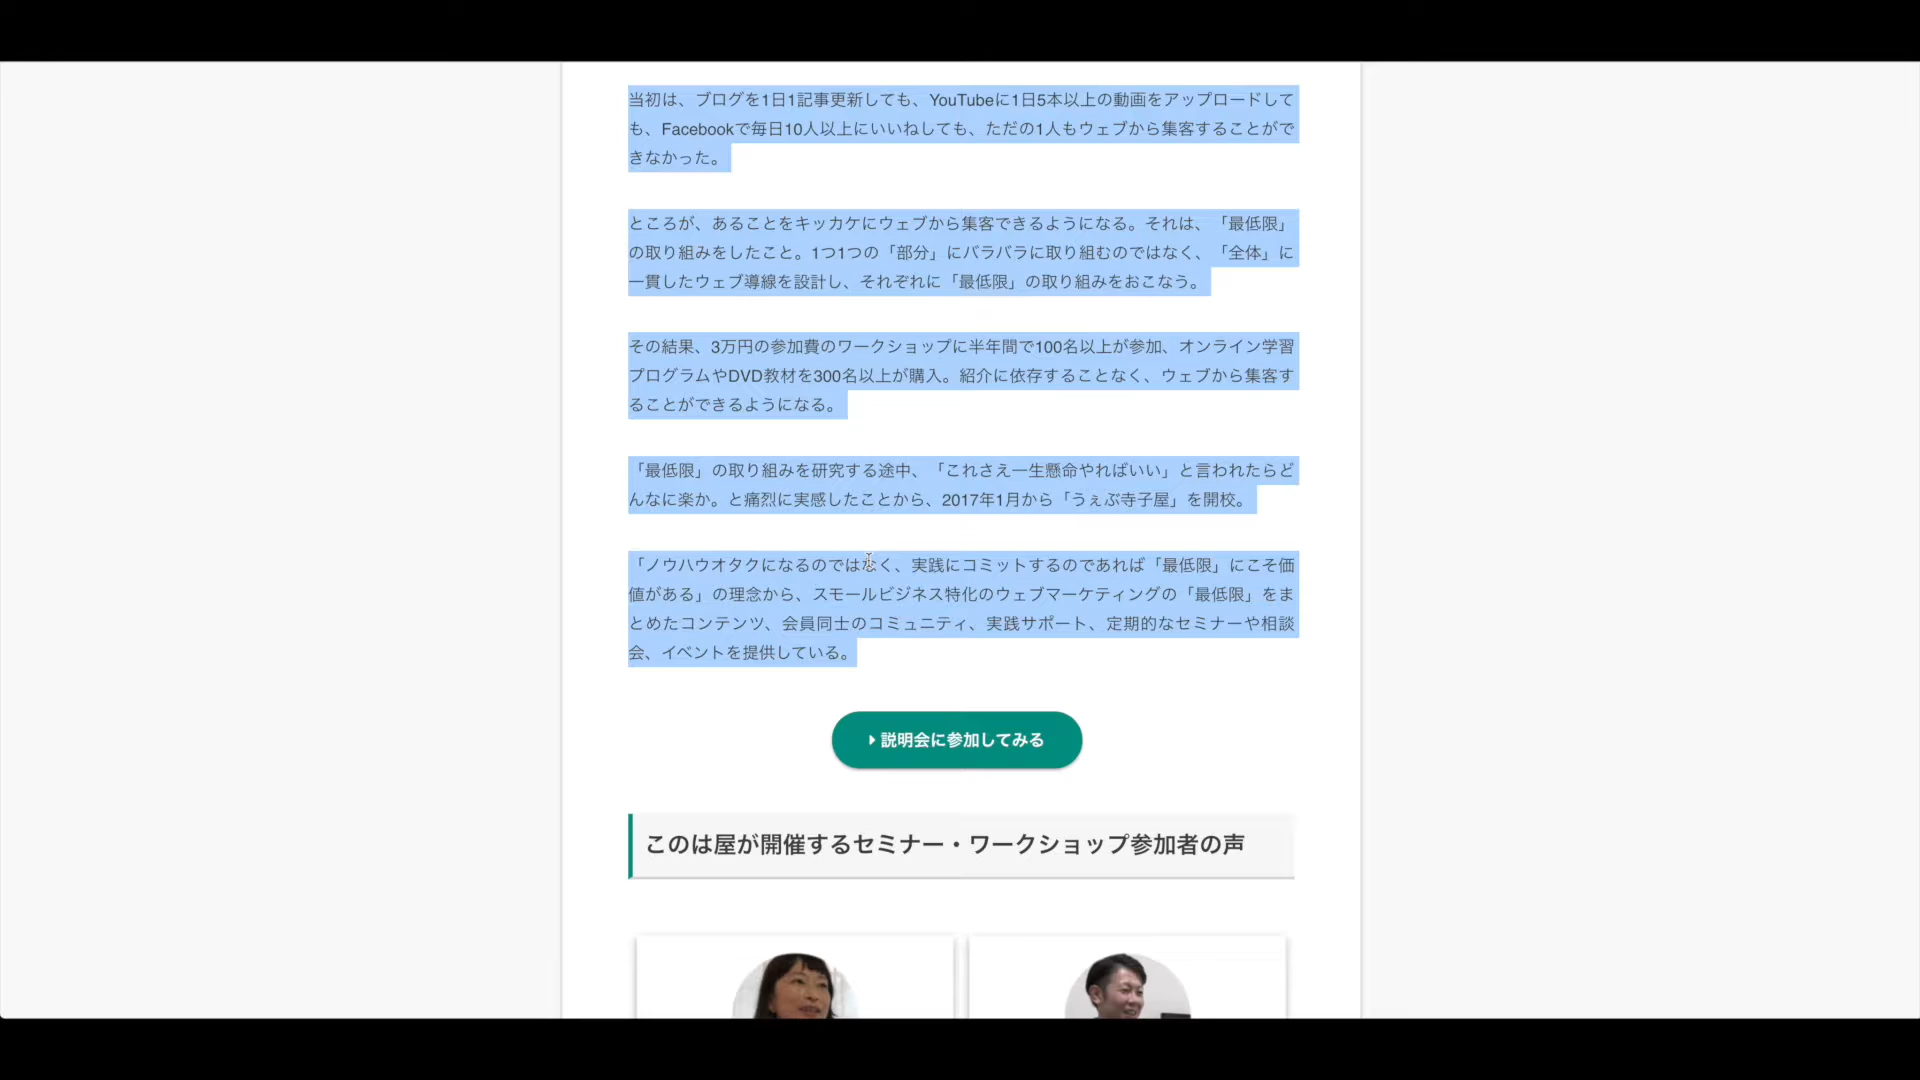 当初は、ブログを1日1記事更新しても、YouTubeに1日5本以上の動画をアップロードして
も、Facebookで毎日10人以上にいいねしても、ただの1人もウェブから集客することがで
きなかった。
ところが、あることをキッカケにウェブから集客できるようになる。それは、「最低限」
の取り組みをしたこと。1つ1つの「部分」にバラバラに取り組むのではなく、「全体」に
一貫したウェブ導線を設計し、それぞれに「最低限」の取り組みをおこなう。
その結果、3万円の参加費のワークショップに半年間で100名以上が参加、オンライン学習
プログラムやDVD教材を300名以上が購入。紹介に依存することなく、ウェブから集客す
ることができるようになる。
「最低限」の取り組みを研究する途中、「これさえ一生懸命やればいい」と言われたらど
んなに楽か。と痛烈に実感したことから、2017年1月から「うぇぶ寺子屋」を開校。
「ノウハウオタクになるのではなく、実践にコミットするのであれば「最低限」にこそ価
値がある」の理念から、スモールビジネス特化のウェブマーケティングの「最低限」をま
とめたコンテンツ、会員同士のコミュニティ、実践サポート、定期的なセミナーや相談
会、イベントを提供している。
説明会に参加してみる
このは屋が開催するセミナー・ワークショップ参加者の声